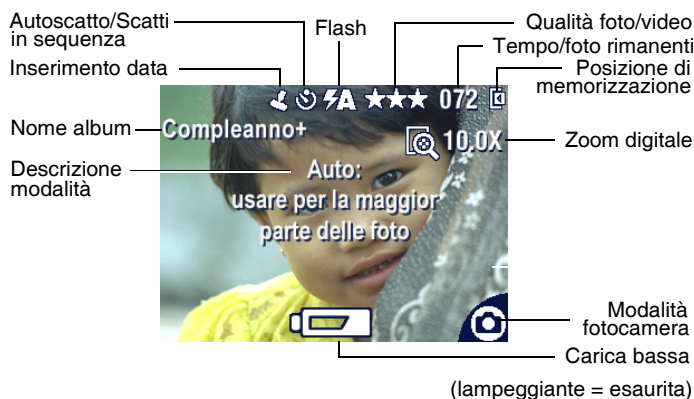 Autoscatto/Scatti
in sequenza
Flash
Qualità foto/video
Tempo/foto rimanenti
Inserimento data
Posizione di
memorizzazione
A ★★★ 072
Nome album
Compleanno+
10.0X
Zoom digitale
Descrizione
modalità
Auto:
usare per la maggior
parte delle foto
Modalità
fotocamera
Carica bassa
(lampeggiante = esaurita)